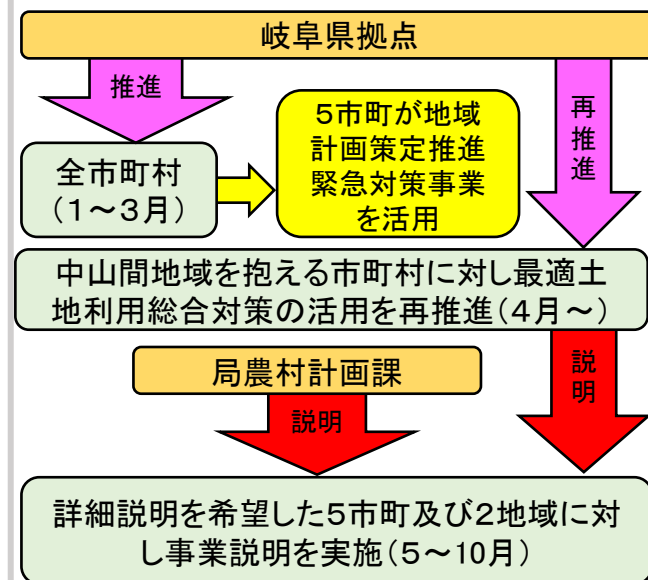 岐阜県拠点
推進
再推進
全市町村
(1～3月)
5市町が地域
計画策定推進
緊急対策事業
を活用
中山間地域を抱える市町村に対し最適土
地利用総合対策の活用を再推進(4月～)
局農村計画課
説明
説明
詳細説明を希望した5市町及び2地域に対
し事業説明を実施(5～10月)